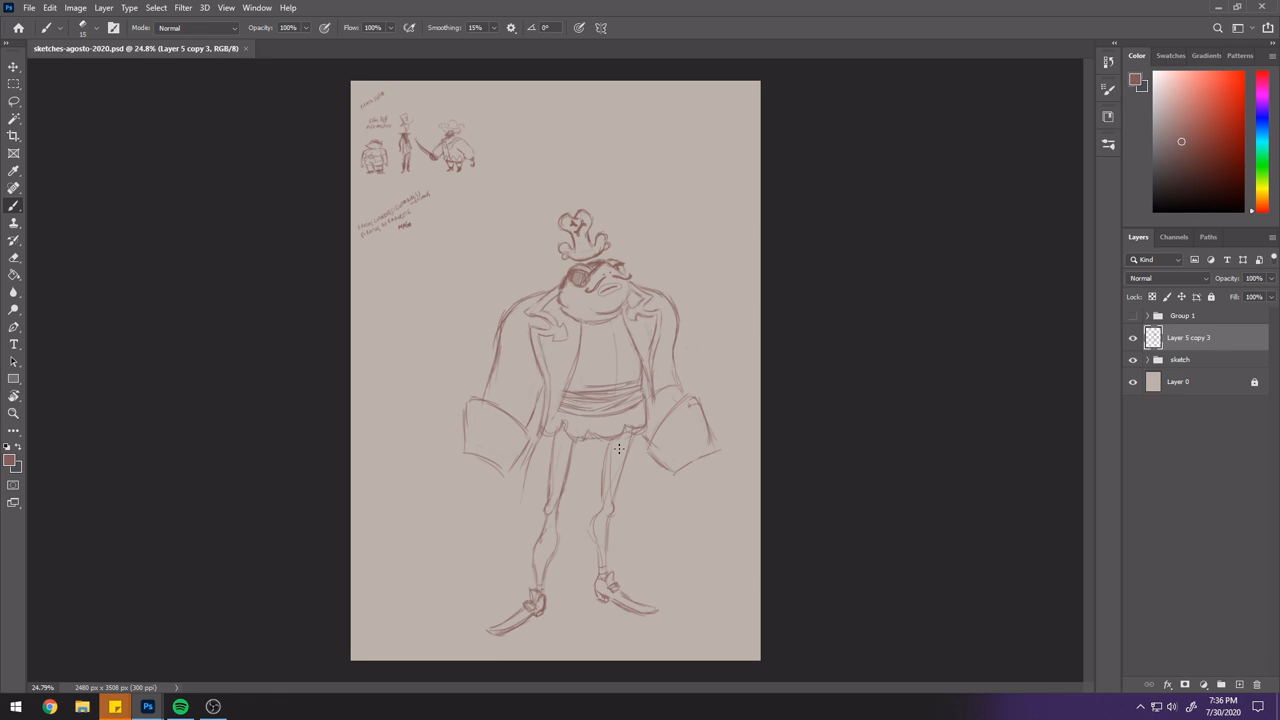 Ps File Edit Image Layer Type Select Filter 3D View Window Help
15 Mode: Normal Opacity: 100% Flow: 100% Smoothing: 15% 0°
sketches-agosto-2020.psd @ 24.8% (Layer 5 copy 3, RGB/8) ×
Color Swatches Gradients Patterns
Layers Channels Paths
Kind
Normal Opacity: 100%
Lock: Fill: 100%
Group 1
Layer 5 copy 3
sketch
Layer 0
24.79% 2480 px x 3508 px (300 ppi)
Ps 7:36 PM
7/30/2020